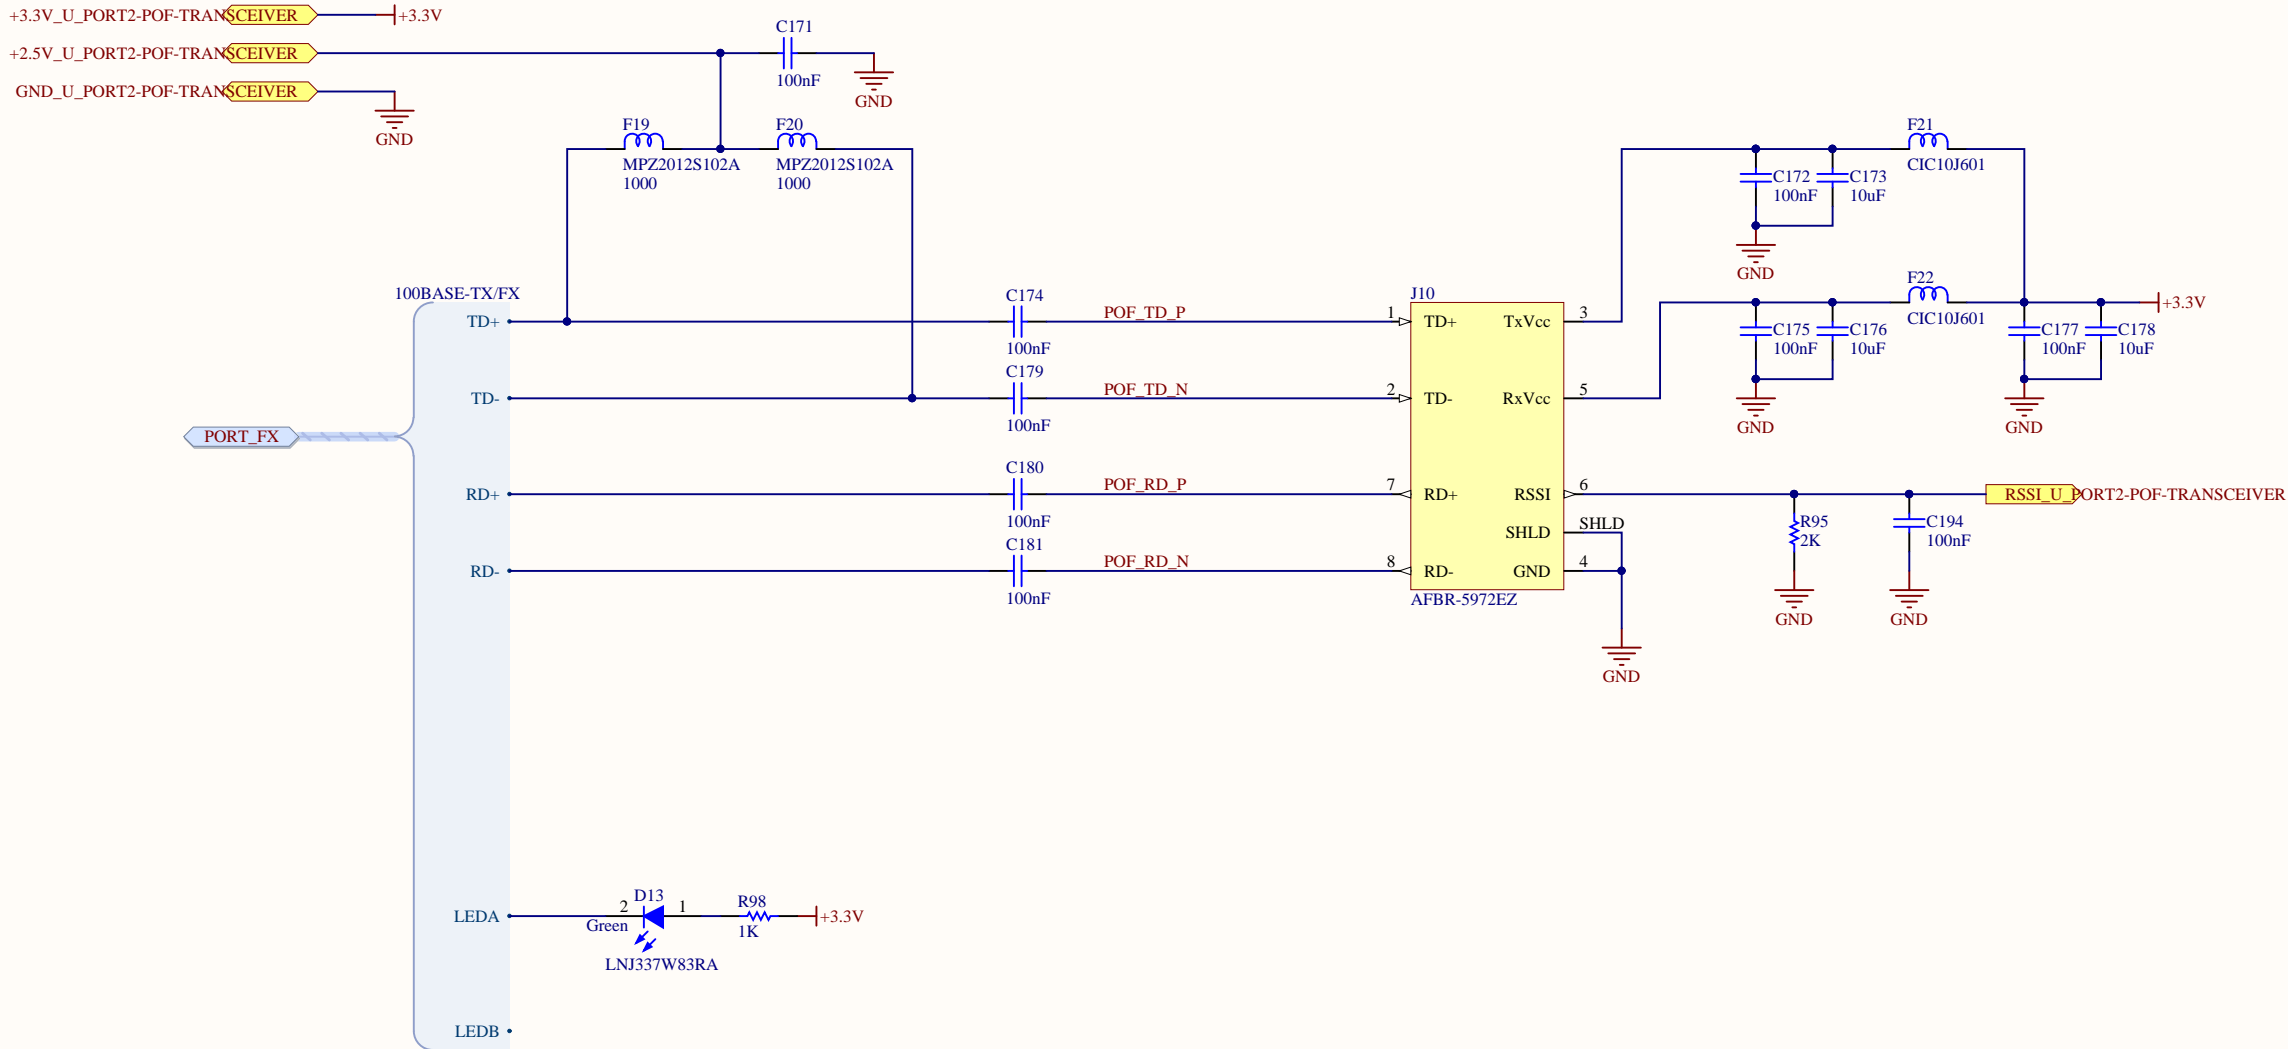 +3.3V_U_PORT2-POF-TRANSCEIVER
+3.3V
+2.5V_U_PORT2-POF-TRANSCEIVER
GND_U_PORT2-POF-TRANSCEIVER
GND
C171
100nF
GND
F19
MPZ2012S102A
1000
F20
MPZ2012S102A
1000
F21
CIC10J601
C172
100nF
C173
10uF
GND
F22
CIC10J601
+3.3V
C175
100nF
C176
10uF
GND
C177
100nF
C178
10uF
GND
100BASE-TX/FX
TD+
TD-
RD+
RD-
LEDA
LEDB
PORT_FX
C174
100nF
POF_TD_P
C179
100nF
POF_TD_N
C180
100nF
POF_RD_P
C181
100nF
POF_RD_N
J10
1 TD+ TxVcc 3
2 TD- RxVcc 5
7 RD+ RSSI 6
SHLD SHLD
8 RD- GND 4
AFBR-5972EZ
GND
RSSI_U_PORT2-POF-TRANSCEIVER
R95
2K
GND
C194
100nF
GND
D13
2 1
Green
LNJ337W83RA
R98
1K
+3.3V